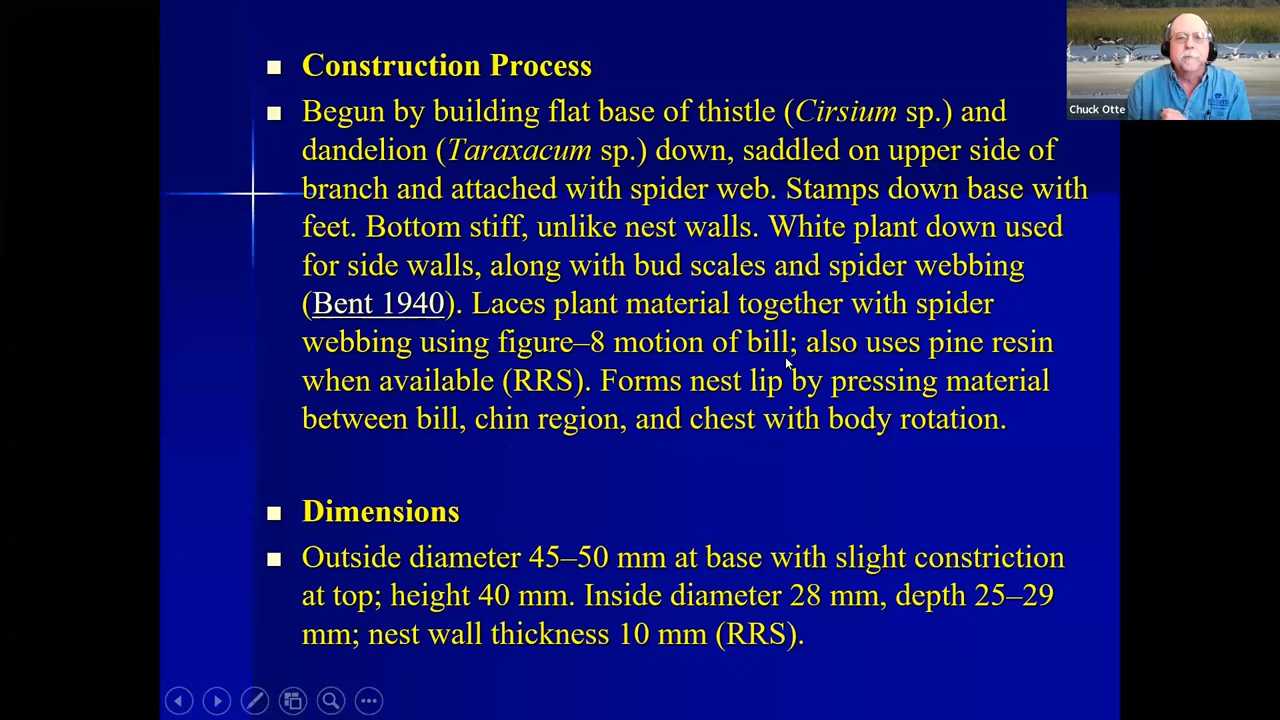 Construction Process
Begun by building flat base of thistle (Cirsium sp.) and
dandelion (Taraxacum sp.) down, saddled on upper side of
branch and attached with spider web. Stamps down base with
feet. Bottom stiff, unlike nest walls. White plant down used
for side walls, along with bud scales and spider webbing
(Bent 1940). Laces plant material together with spider
webbing using figure–8 motion of bill; also uses pine resin
when available (RRS). Forms nest lip by pressing material
between bill, chin region, and chest with body rotation.
Dimensions
Outside diameter 45–50 mm at base with slight constriction
at top; height 40 mm. Inside diameter 28 mm, depth 25–29
mm; nest wall thickness 10 mm (RRS).
Chuck Otte